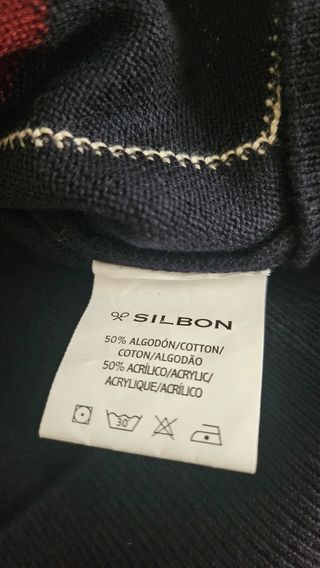 SILBON
50% ALGODÓN/COTTON/
COTON/ALGODÃO
50% ACRÍLICO/ACRYLIC/
ACRYLIQUE/ACRÍLICO
30